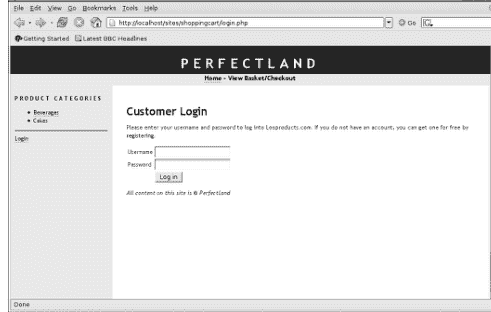 File Edit View Go Bookmarks Tools Help
http://localhost/sites/shoppingcart/login.php Go
Getting Started Latest BBC Headlines
PERFECTLAND
Home - View Basket/Checkout
PRODUCT CATEGORIES
Beverages
Cakes
Login
Customer Login
Please enter your username and password to log into the products.com. If you do not have an account, you can get one for free by
registering.
Username
Password
Log in
All content on this site is © Perfectland
Done